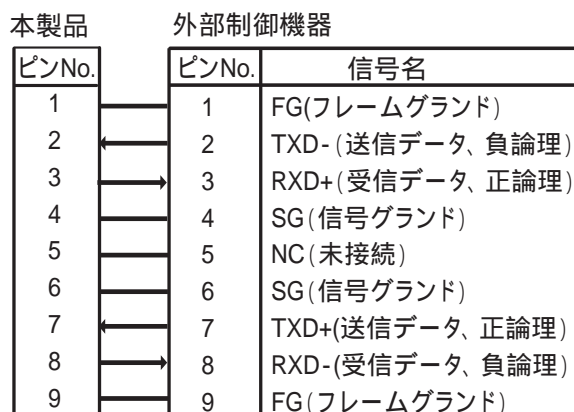 本製品 外部制御機器
ピンNo. ピンNo. 信号名
1 1 FG(フレームグランド)
2 2 TXD-(送信データ、負論理)
3 3 RXD+(受信データ、正論理)
4 4 SG(信号グランド)
5 5 NC(未接続)
6 6 SG(信号グランド)
7 7 TXD+(送信データ、正論理)
8 8 RXD-(受信データ、負論理)
9 9 FG(フレームグランド)